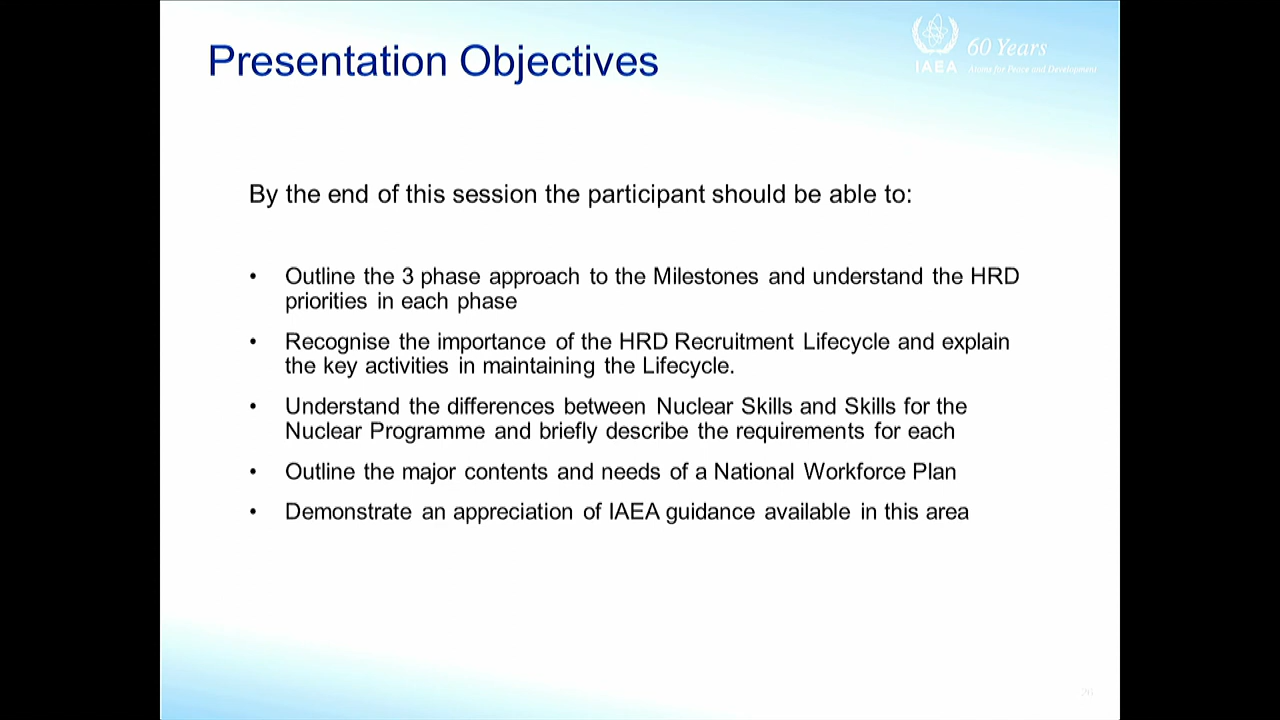 Presentation Objectives
60 Years
IAEA Atoms for Peace and Development
By the end of this session the participant should be able to:
• Outline the 3 phase approach to the Milestones and understand the HRD
priorities in each phase
• Recognise the importance of the HRD Recruitment Lifecycle and explain
the key activities in maintaining the Lifecycle.
• Understand the differences between Nuclear Skills and Skills for the
Nuclear Programme and briefly describe the requirements for each
• Outline the major contents and needs of a National Workforce Plan
• Demonstrate an appreciation of IAEA guidance available in this area